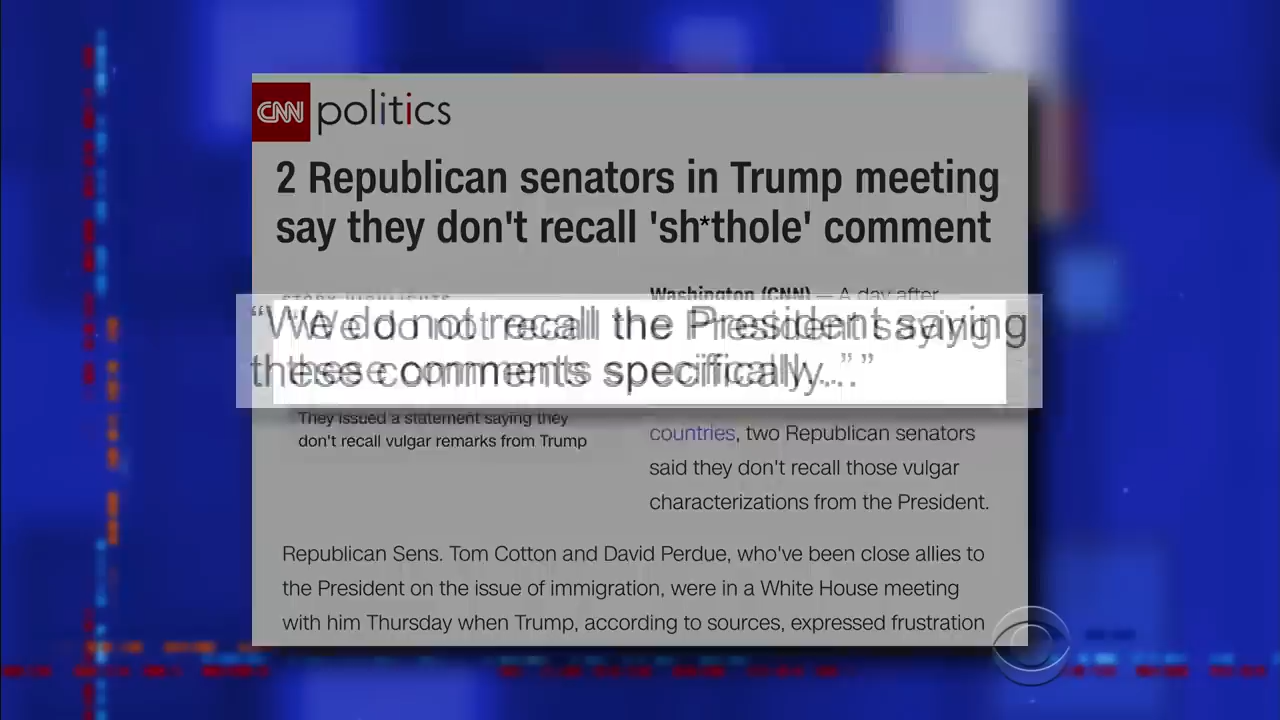 CNN politics
2 Republican senators in Trump meeting
say they don't recall 'sh*thole' comment
STORY HIGHLIGHTS
Washington (CNN) — A day after
“We do not recall the President saying
these comments specifically...”
They issued a statement saying they
don't recall vulgar remarks from Trump
countries, two Republican senators
said they don't recall those vulgar
characterizations from the President.
Republican Sens. Tom Cotton and David Perdue, who've been close allies to
the President on the issue of immigration, were in a White House meeting
with him Thursday when Trump, according to sources, expressed frustration